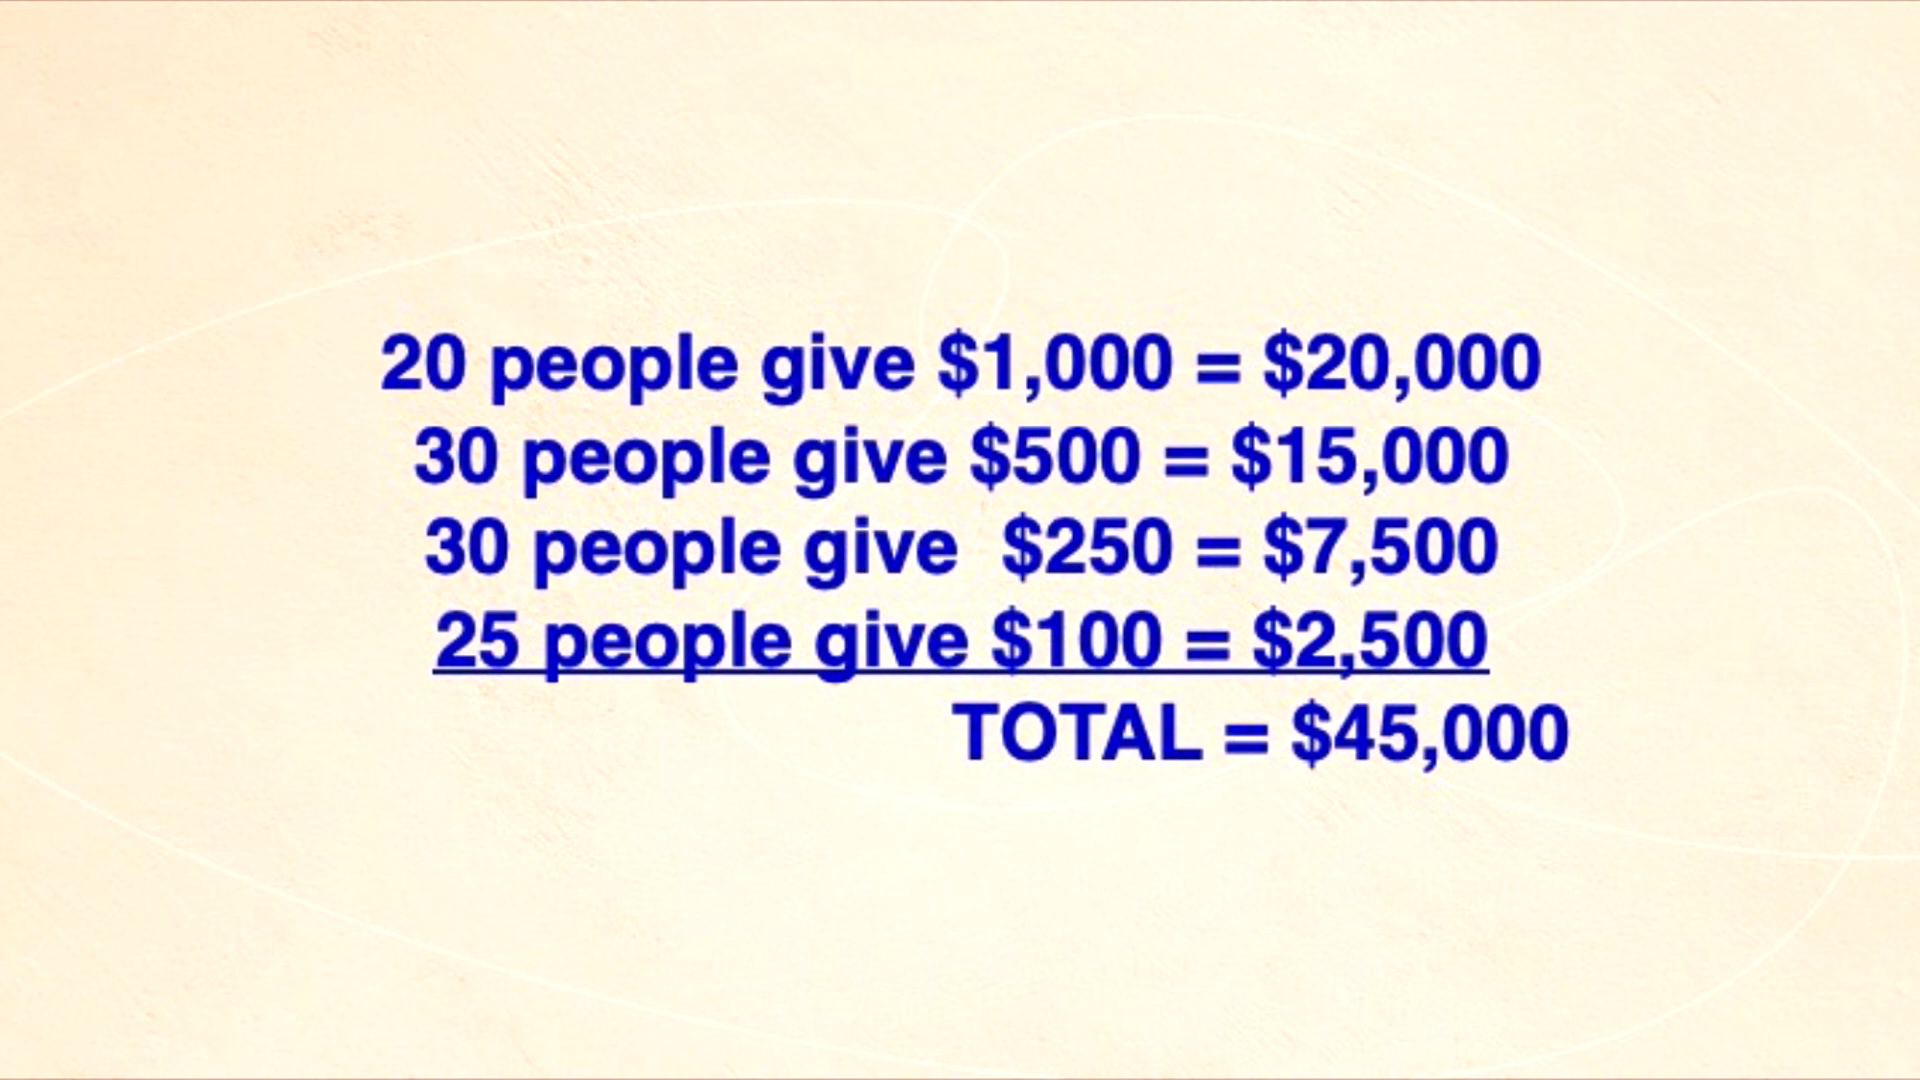 20 people give $1,000 = $20,000
30 people give $500 = $15,000
30 people give  $250 = $7,500
25 people give $100 = $2,500
TOTAL = $45,000